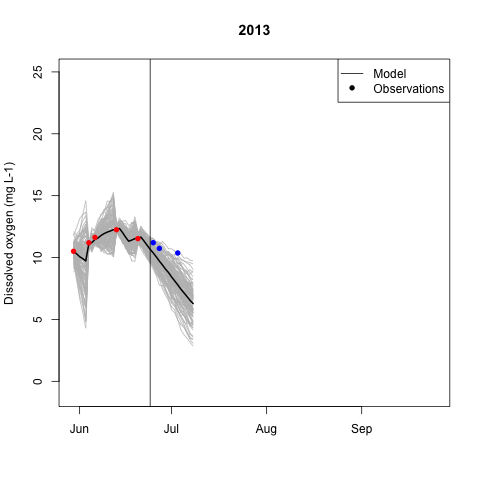 2013
Model
Observations
Dissolved oxygen (mg L-1)
25
20
15
10
5
0
Jun
Jul
Aug
Sep